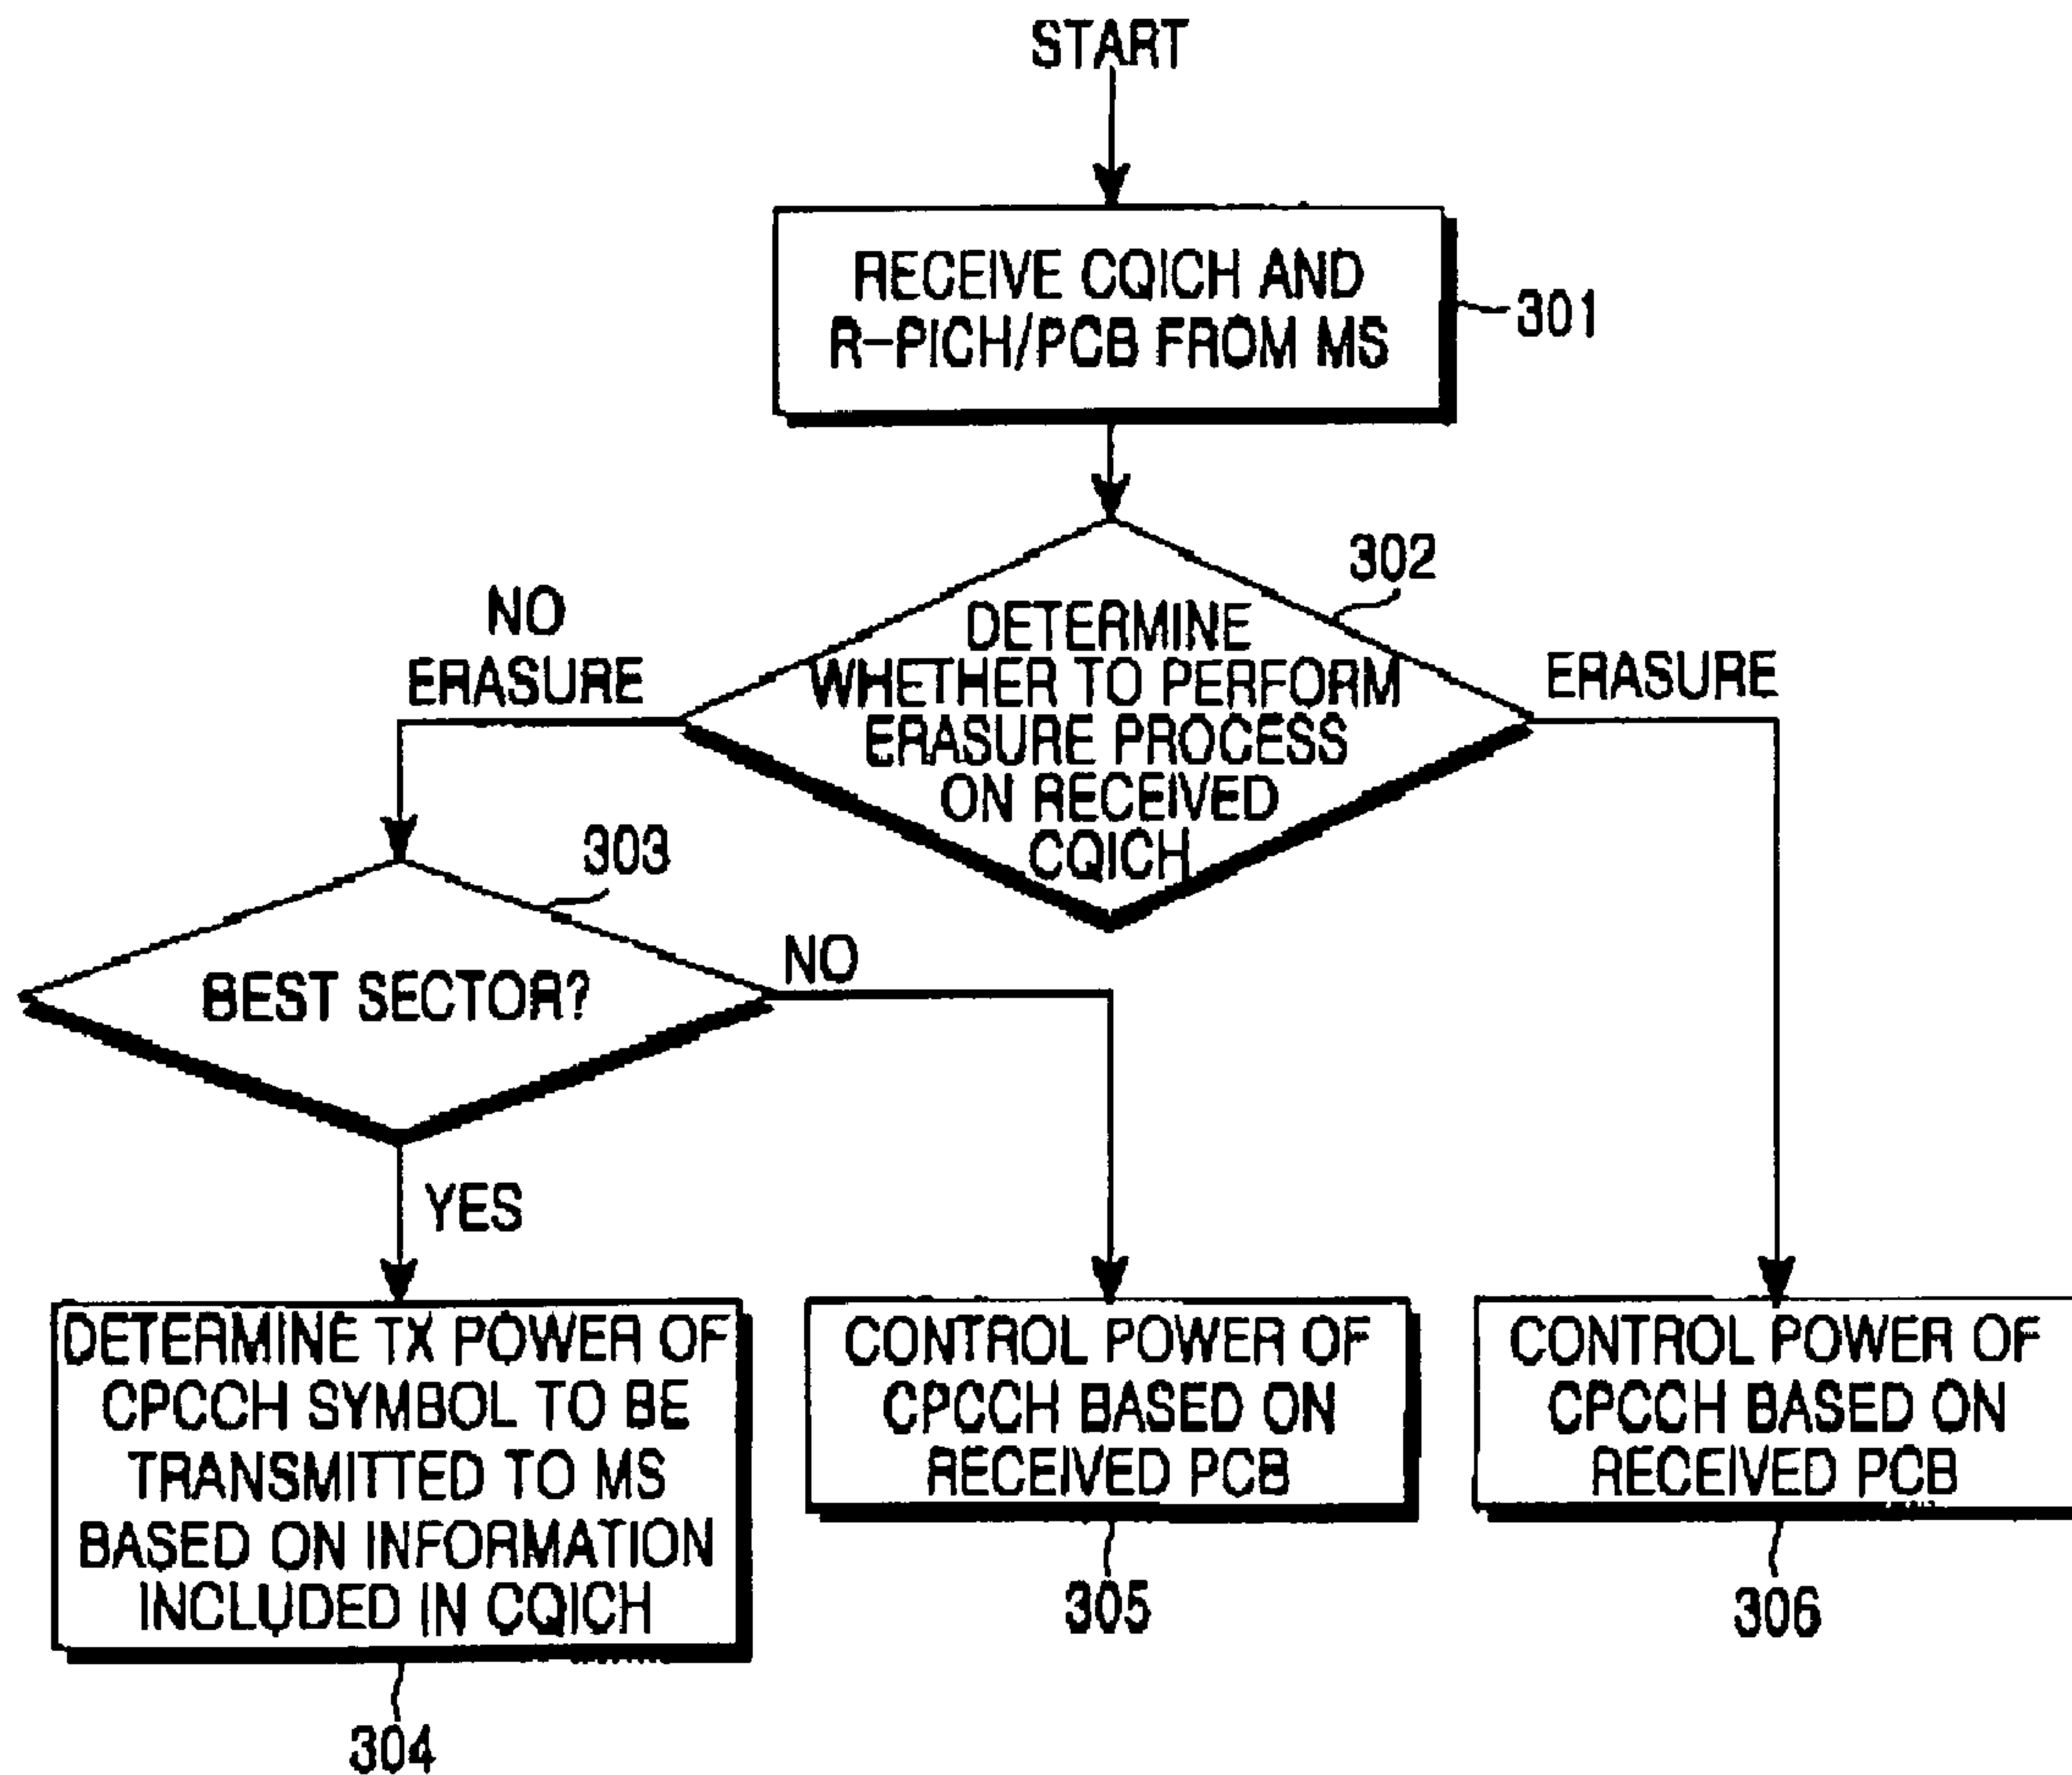 START
RECEIVE CQICH AND
R-PICH/PCB FROM MS
301
302
DETERMINE
WHETHER TO PERFORM
ERASURE PROCESS
ON RECEIVED
CQICH
NO
ERASURE
ERASURE
303
BEST SECTOR?
NO
YES
DETERMINE TX POWER OF
CPCCH SYMBOL TO BE
TRANSMITTED TO MS
BASED ON INFORMATION
INCLUDED IN CQICH
304
CONTROL POWER OF
CPCCH BASED ON
RECEIVED PCB
305
CONTROL POWER OF
CPCCH BASED ON
RECEIVED PCB
306